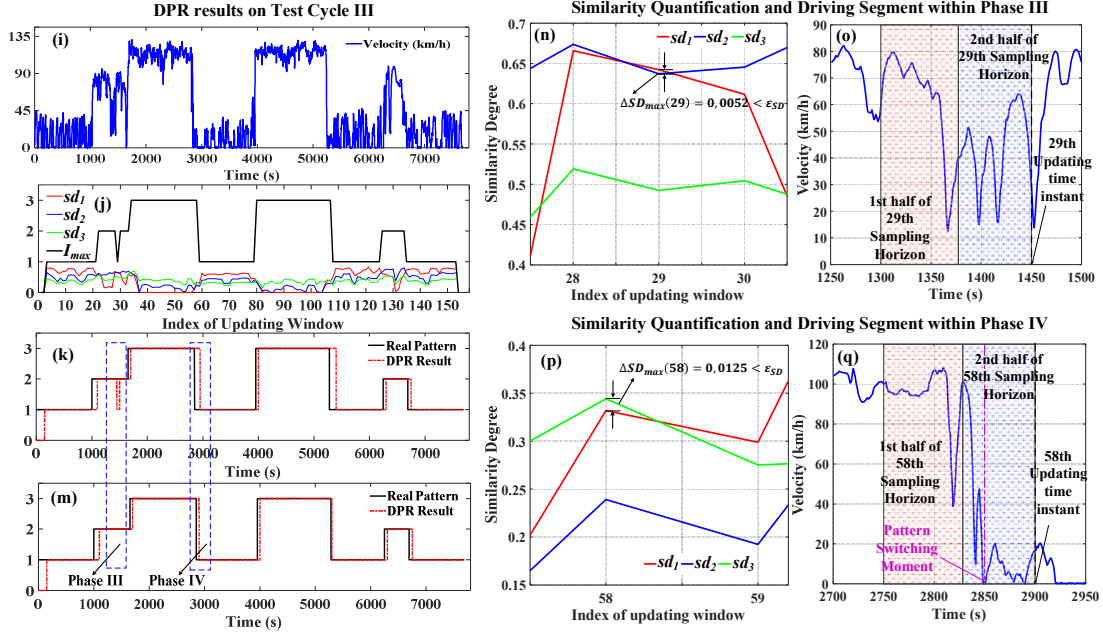 DPR results on Test Cycle III
(i)
Velocity (km/h)
135
90
45
0
0 1000 2000 3000 4000 5000 6000 7000
Time (s)
sd1
sd2
sd3
Imax
(j)
3
2
1
0
0 10 20 30 40 50 60 70 80 90 100 110 120 130 140 150
Index of Updating Window
(k)
Real Pattern
DPR Result
3
2
1
0
0 1000 2000 3000 4000 5000 6000 7000
Time (s)
(m)
Real Pattern
DPR Result
3
2
1
0
Phase III
Phase IV
0 1000 2000 3000 4000 5000 6000 7000
Time (s)
Similarity Quantification and Driving Segment within Phase III
(n)
sd1 sd2 sd3
Similarity Degree
0.7
0.65
0.6
0.55
0.5
0.45
0.4
ΔSDmax(29) = 0,0052 < εSD
28 29 30
Index of updating window
(o)
Velocity (km/h)
90
80
70
60
50
40
30
20
10
0
2nd half of
29th Sampling
Horizon
1st half of
29th
Sampling
Horizon
29th
Updating
time
instant
1250 1300 1350 1400 1450 1500
Time (s)
Similarity Quantification and Driving Segment within Phase IV
(p)
Similarity Degree
0.4
0.35
0.3
0.25
0.2
0.15
ΔSDmax(58) = 0,0125 < εSD
sd1 sd2 sd3
58 59
Index of updating window
(q)
Velocity (km/h)
120
100
80
60
40
20
0
2nd half of
58th Sampling
Horizon
1st half of
58th
Sampling
Horizon
58th
Updating
time
instant
Pattern
Switching
Moment
2700 2750 2800 2850 2900 2950
Time (s)